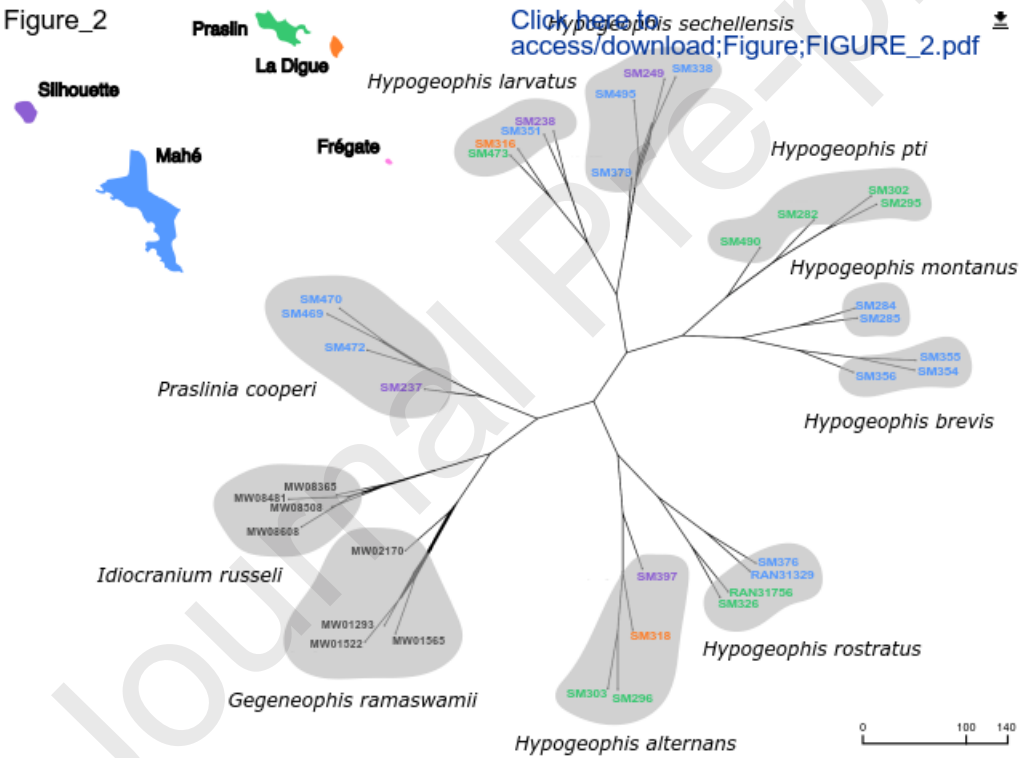 Figure_2
Click here to
access/download;Figure;FIGURE_2.pdf
Hypogeophis sechellensis
Praslin
La Digue
Silhouette
Mahé
Frégate
Hypogeophis larvatus
SM238
SM351
SM316
SM473
SM249
SM338
SM495
SM379
Hypogeophis pti
SM302
SM295
SM282
SM490
Hypogeophis montanus
SM284
SM285
SM355
SM354
SM356
Hypogeophis brevis
SM470
SM469
SM472
SM237
Praslinia cooperi
MW08365
MW08481
MW08508
MW08608
Idiocranium russeli
MW02170
MW01293
MW01522
MW01565
Gegeneophis ramaswamii
SM397
SM318
SM303
SM296
Hypogeophis alternans
SM376
RAN31329
RAN31756
SM326
Hypogeophis rostratus
0 100 140
Journal Pre-p